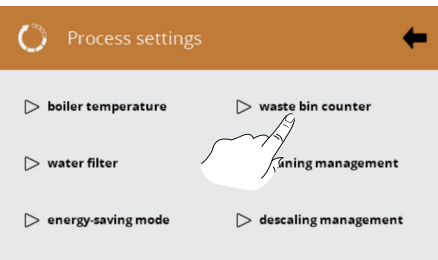 Process settings
boiler temperature
waste bin counter
water filter
management
energy-saving mode
descaling management